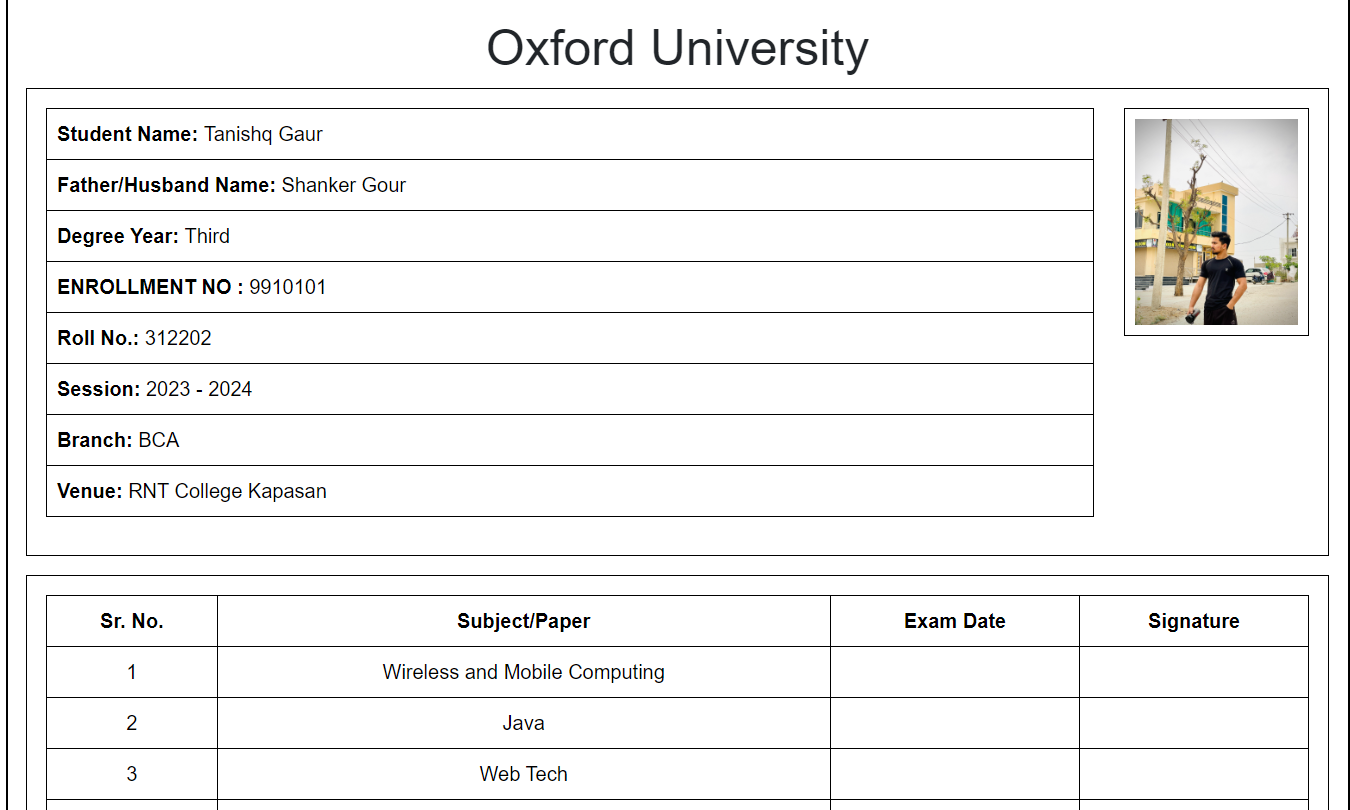 Oxford University
Student Name: Tanishq Gaur
Father/Husband Name: Shanker Gour
Degree Year: Third
ENROLLMENT NO : 9910101
Roll No.: 312202
Session: 2023 - 2024
Branch: BCA
Venue: RNT College Kapasan
Sr. No. Subject/Paper Exam Date Signature
1 Wireless and Mobile Computing
2 Java
3 Web Tech